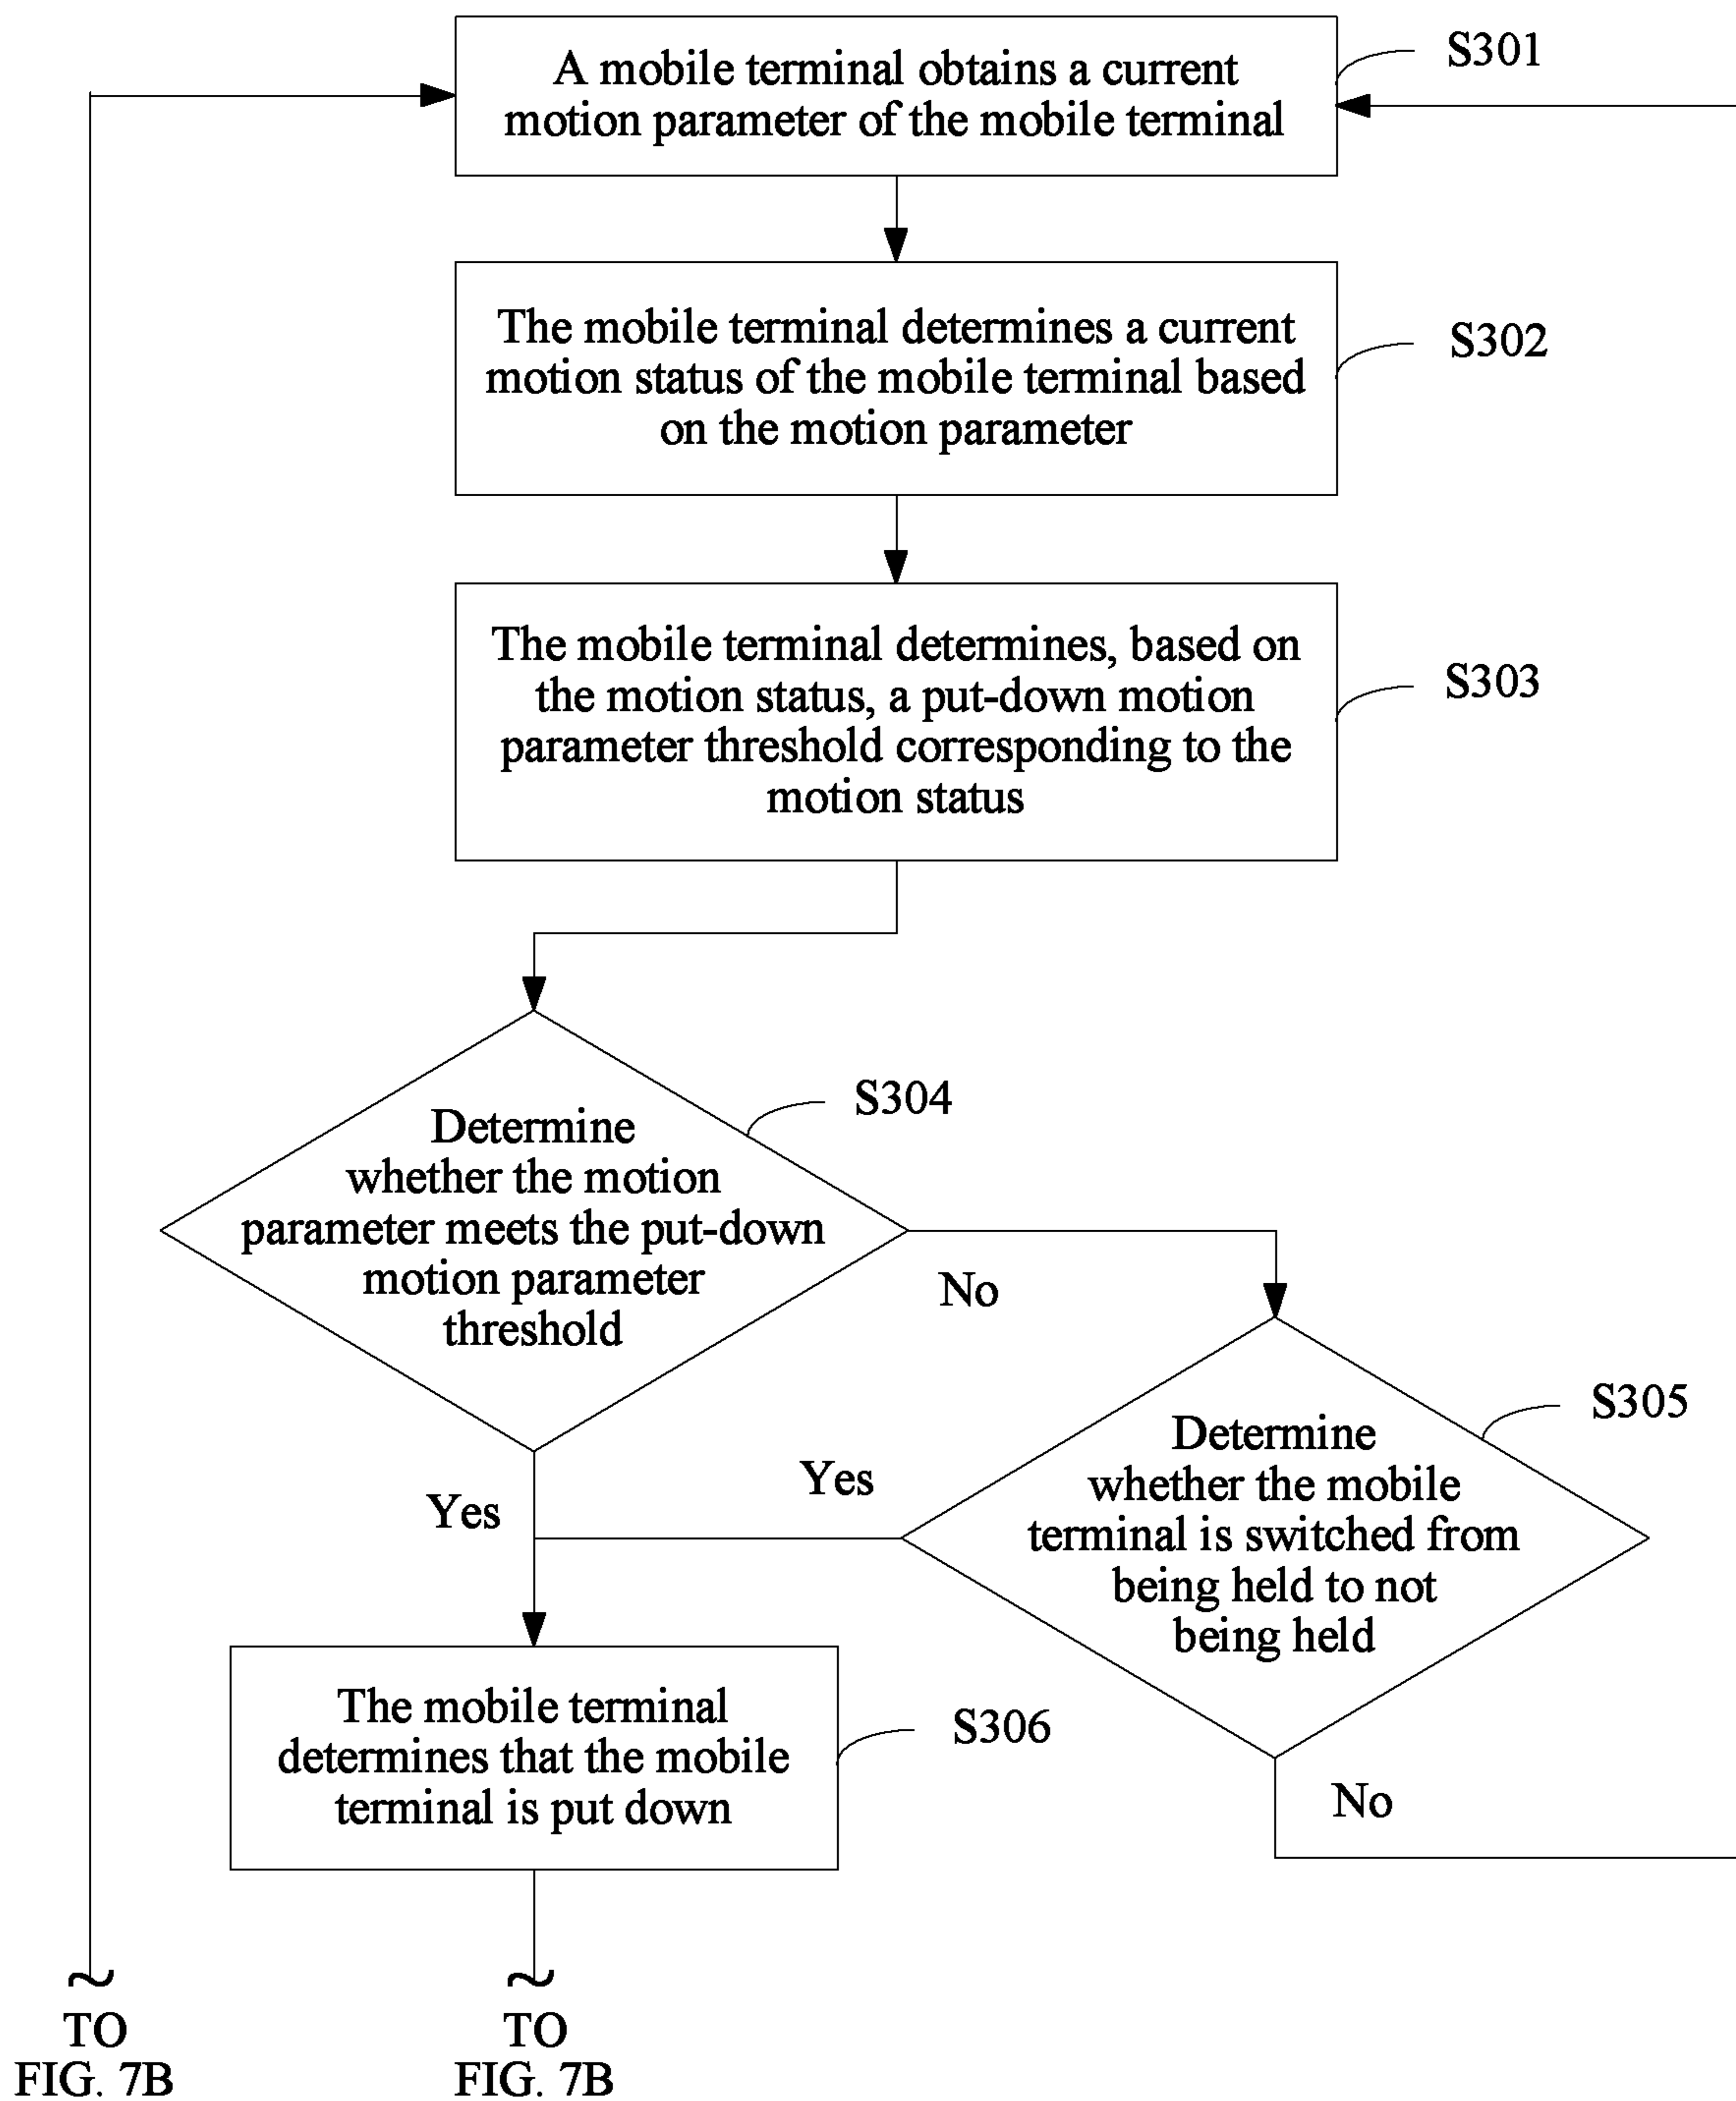 A mobile terminal obtains a current
motion parameter of the mobile terminal
S301
The mobile terminal determines a current
motion status of the mobile terminal based
on the motion parameter
S302
The mobile terminal determines, based on
the motion status, a put-down motion
parameter threshold corresponding to the
motion status
S303
Determine
whether the motion
parameter meets the put-down
motion parameter
threshold
S304
No
Yes
Determine
whether the mobile
terminal is switched from
being held to not
being held
S305
Yes
No
The mobile terminal
determines that the mobile
terminal is put down
S306
TO
FIG. 7B
TO
FIG. 7B